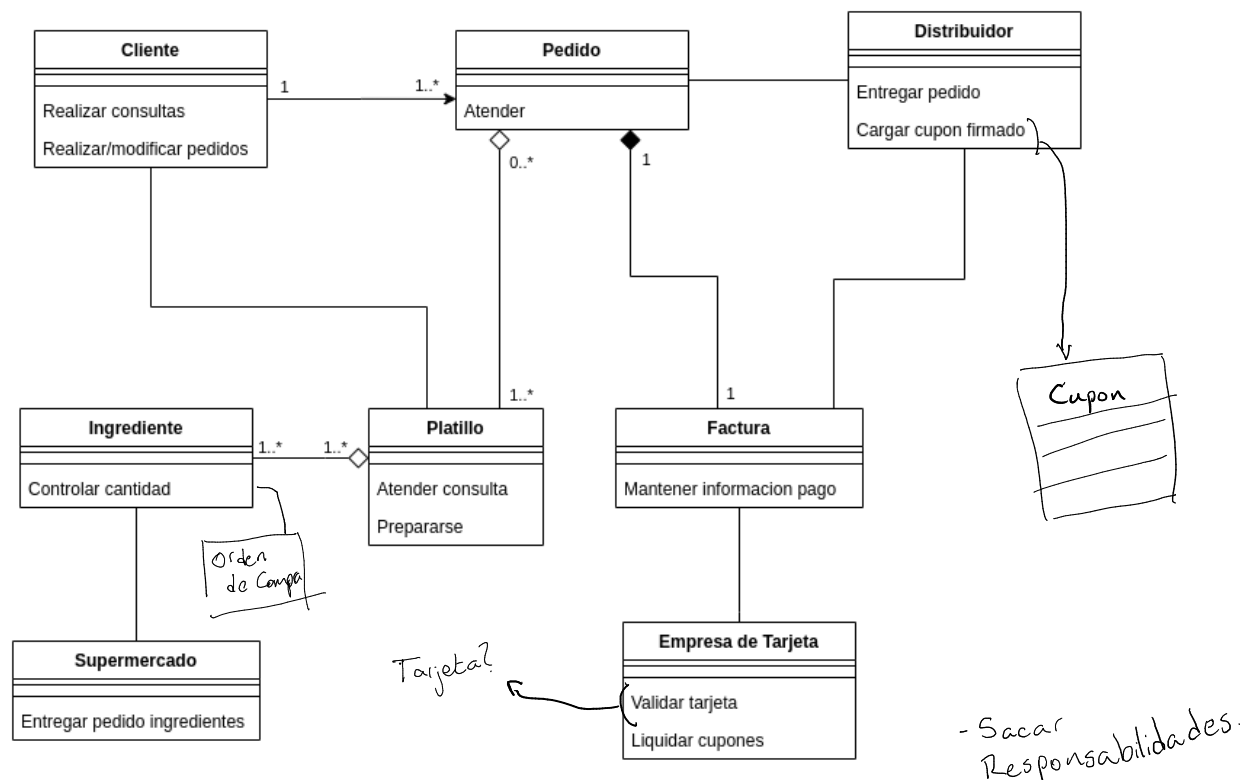 Cliente
Realizar consultas
Realizar/modificar pedidos
1
1..*
Pedido
Atender
0..*
1
Distribuidor
Entregar pedido
Cargar cupon firmado
Cupon
Ingrediente
Controlar cantidad
1..*
1..*
1..*
Platillo
Atender consulta
Prepararse
1
Factura
Mantener informacion pago
Orden
de Compa
Supermercado
Entregar pedido ingredientes
Tarjeta?
Empresa de Tarjeta
Validar tarjeta
Liquidar cupones
- Sacar
Responsabilidades.